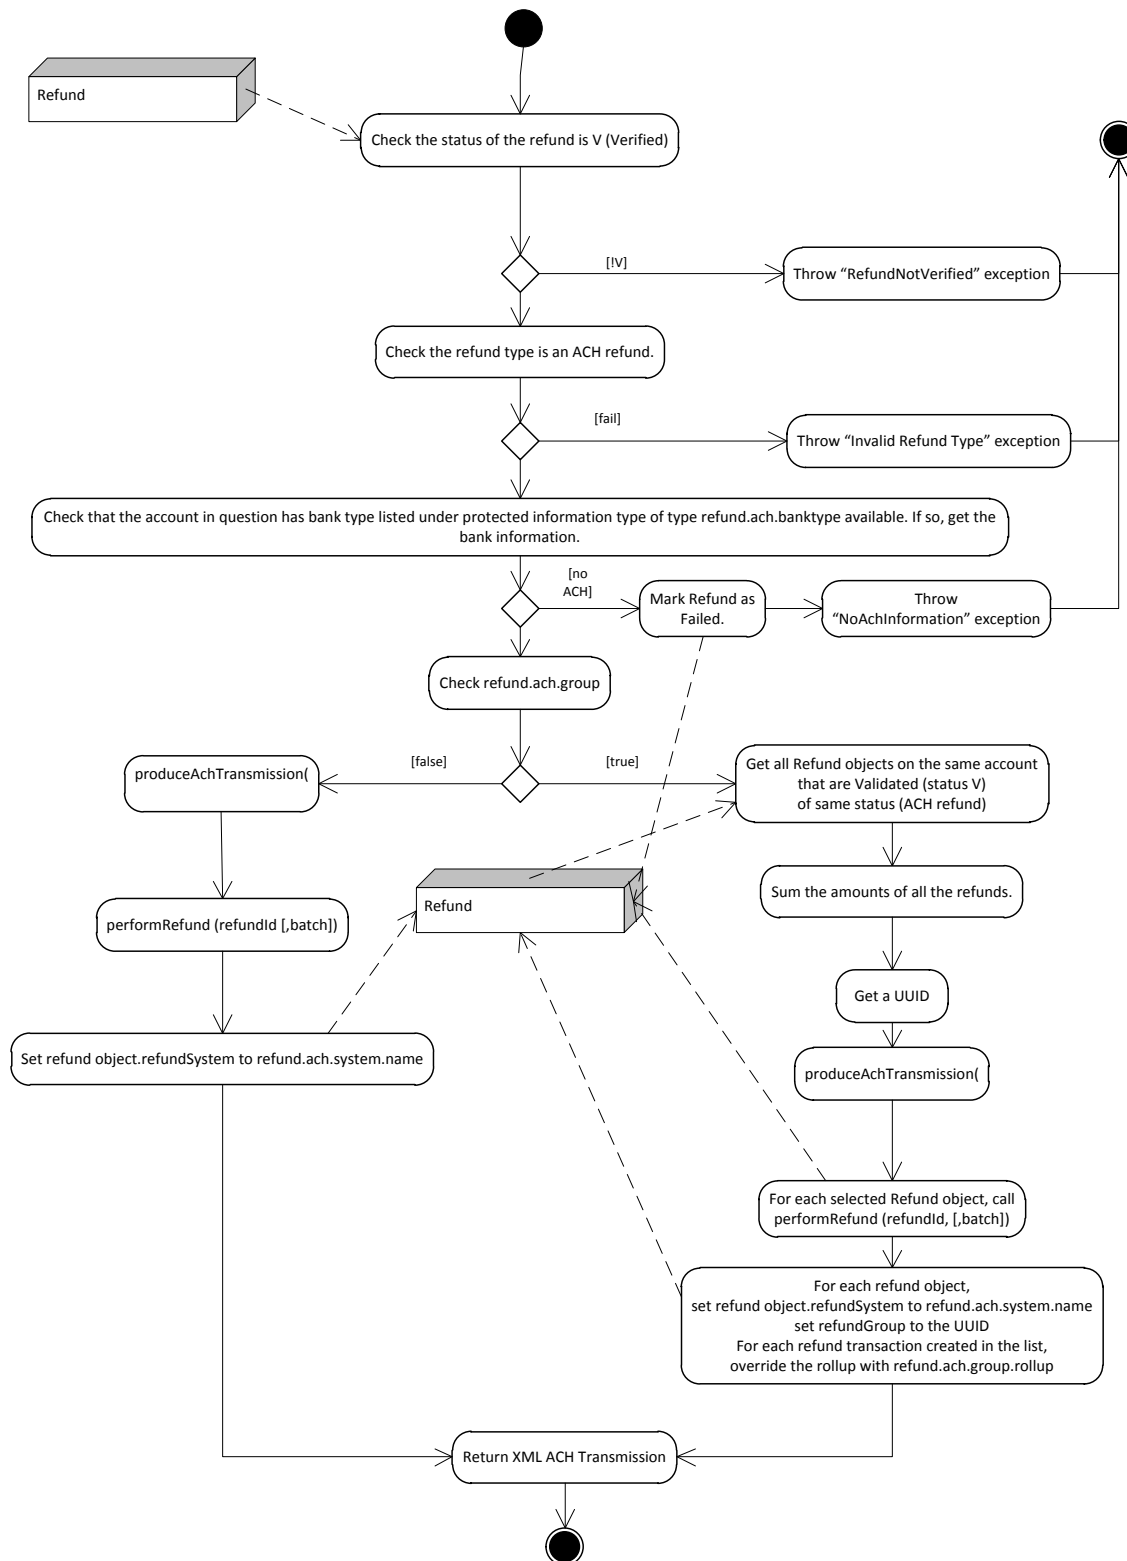 Refund
Check the status of the refund is V (Verified)
[!V]
Throw “RefundNotVerified” exception
Check the refund type is an ACH refund.
[fail]
Throw “Invalid Refund Type” exception
Check that the account in question has bank type listed under protected information type of type refund.ach.banktype available. If so, get the
bank information.
[no
ACH]
Mark Refund as
Failed.
Throw
“NoAchInformation” exception
Check refund.ach.group
[false]
[true]
produceAchTransmission(
Get all Refund objects on the same account
that are Validated (status V)
of same status (ACH refund)
Refund
Sum the amounts of all the refunds.
performRefund (refundId [,batch])
Get a UUID
Set refund object.refundSystem to refund.ach.system.name
produceAchTransmission(
For each selected Refund object, call
performRefund (refundId, [,batch])
For each refund object,
set refund object.refundSystem to refund.ach.system.name
set refundGroup to the UUID
For each refund transaction created in the list,
override the rollup with refund.ach.group.rollup
Return XML ACH Transmission